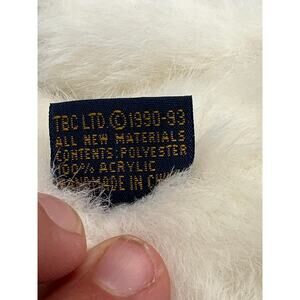 TBC LTD © 1990-93
ALL NEW MATERIALS
CONTENTS: POLYESTER
100% ACRYLIC
HANDMADE IN